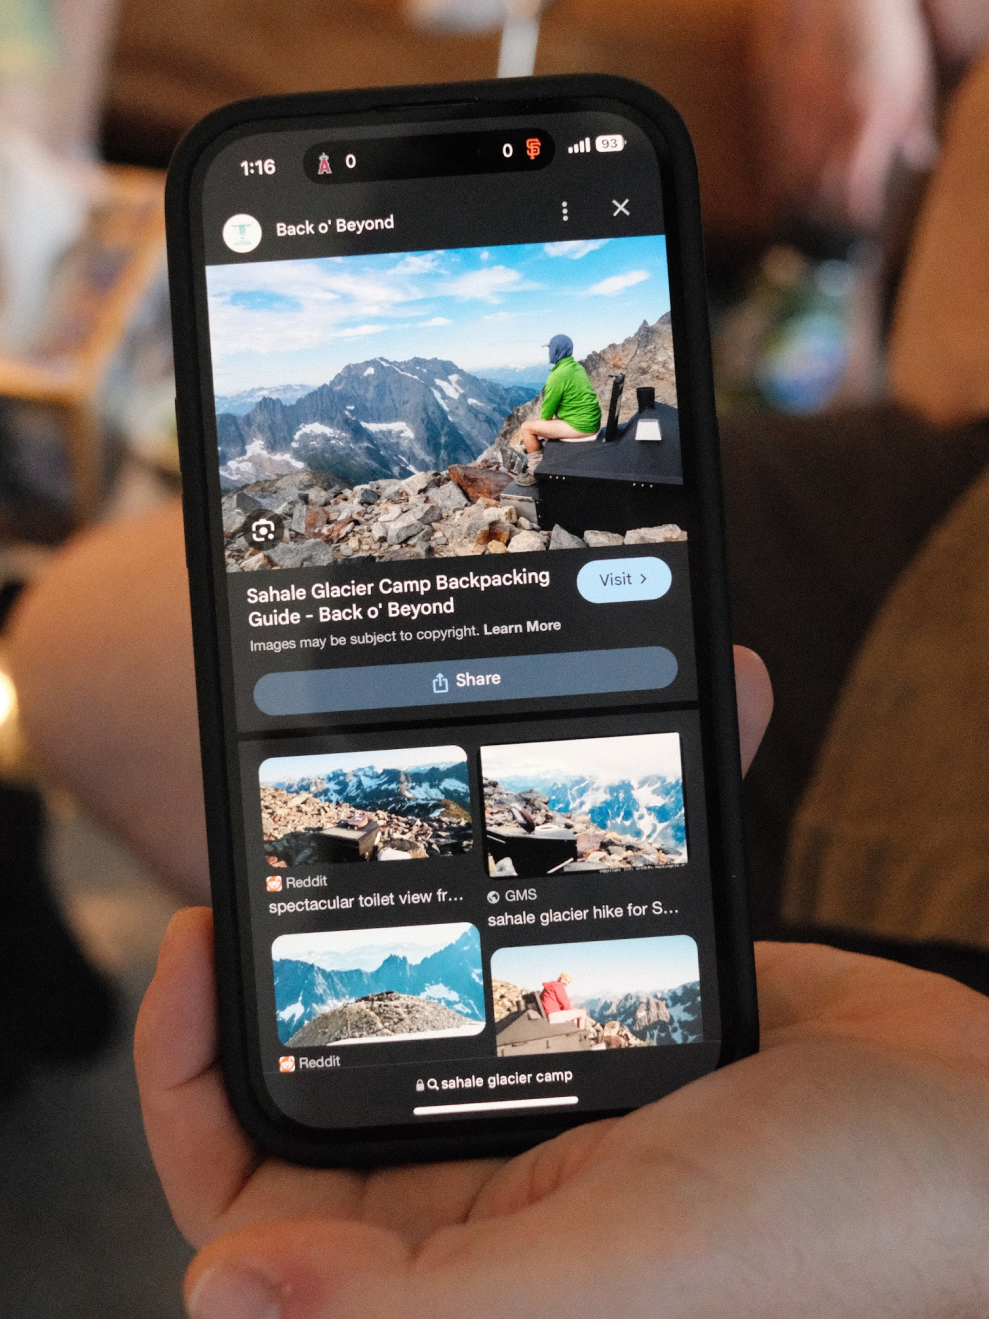 1:16
A 0
0 SF
93
Back o' Beyond
Sahale Glacier Camp Backpacking
Guide - Back o' Beyond
Visit >
Images may be subject to copyright. Learn More
Share
Reddit
spectacular toilet view fr...
GMS
sahale glacier hike for S...
Reddit
sahale glacier camp